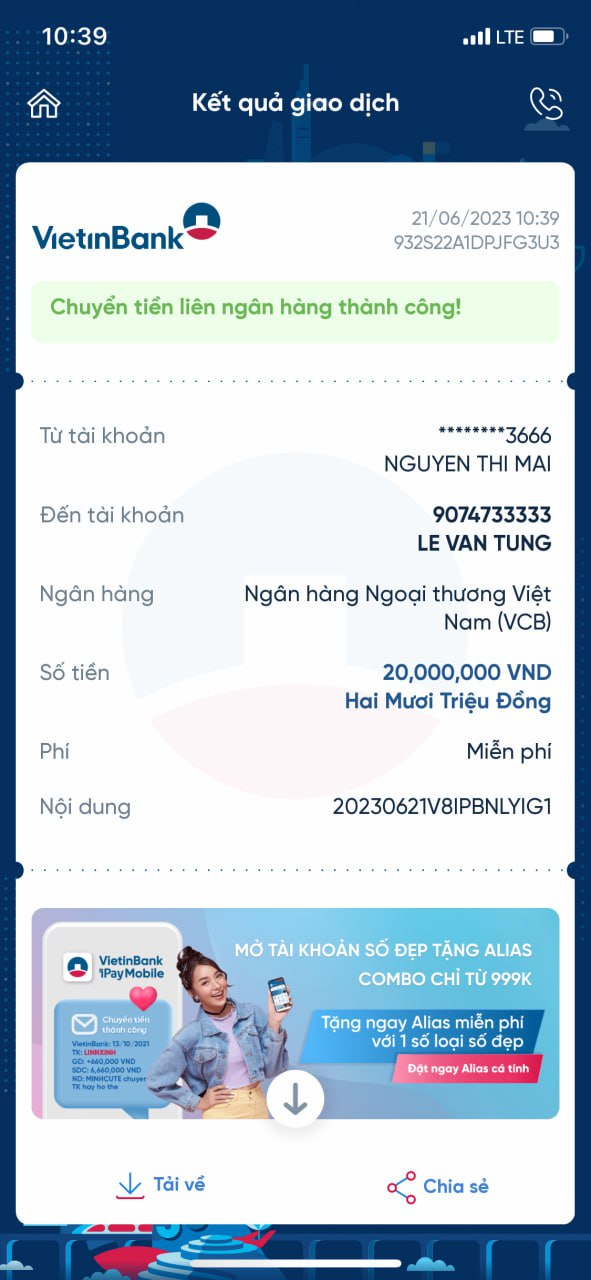 10:39
LTE
Kết quả giao dịch
VietinBank
21/06/2023 10:39
932S22A1DPJFG3U3
Chuyển tiền liên ngân hàng thành công!
Từ tài khoản
********3666
NGUYEN THI MAI
Đến tài khoản
9074733333
LE VAN TUNG
Ngân hàng
Ngân hàng Ngoại thương Việt
Nam (VCB)
Số tiền
20,000,000 VND
Hai Mươi Triệu Đồng
Phí
Miễn phí
Nội dung
20230621V8IPBNLYIG1
VietinBank
iPay Mobile
Chuyển tiền
thành công
VietinBank: 13/10/2021
TK: LINHXINH
GD: +660,000 VND
SDC: 6,660,000 VND
ND: MINHCUTE chuyen
TK hay ho the
MỞ TÀI KHOẢN SỐ ĐẸP TẶNG ALIAS
COMBO CHỈ TỪ 999K
Tặng ngay Alias miễn phí
với 1 số loại số đẹp
Đặt ngay Alias cá tính
Tải về
Chia sẻ